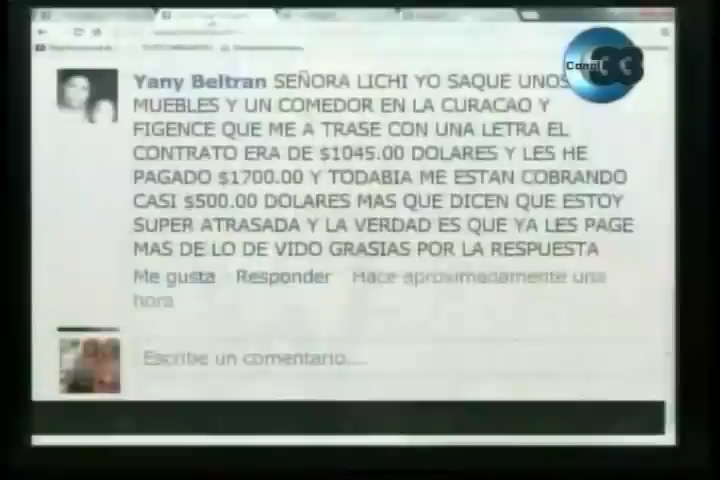 Yany Beltran SEÑORA LICHI YO SAQUE UNOS
MUEBLES Y UN COMEDOR EN LA CURACAO Y
FIGENCE QUE ME A TRASE CON UNA LETRA EL
CONTRATO ERA DE $1045.00 DOLARES Y LES HE
PAGADO $1700.00 Y TODABIA ME ESTAN COBRANDO
CASI $500.00 DOLARES MAS QUE DICEN QUE ESTOY
SUPER ATRASADA Y LA VERDAD ES QUE YA LES PAGE
MAS DE LO DE VIDO GRASIAS POR LA RESPUESTA
Me gusta Responder Hace aproximadamente una
hora
Escribe un comentario...
Canal 33